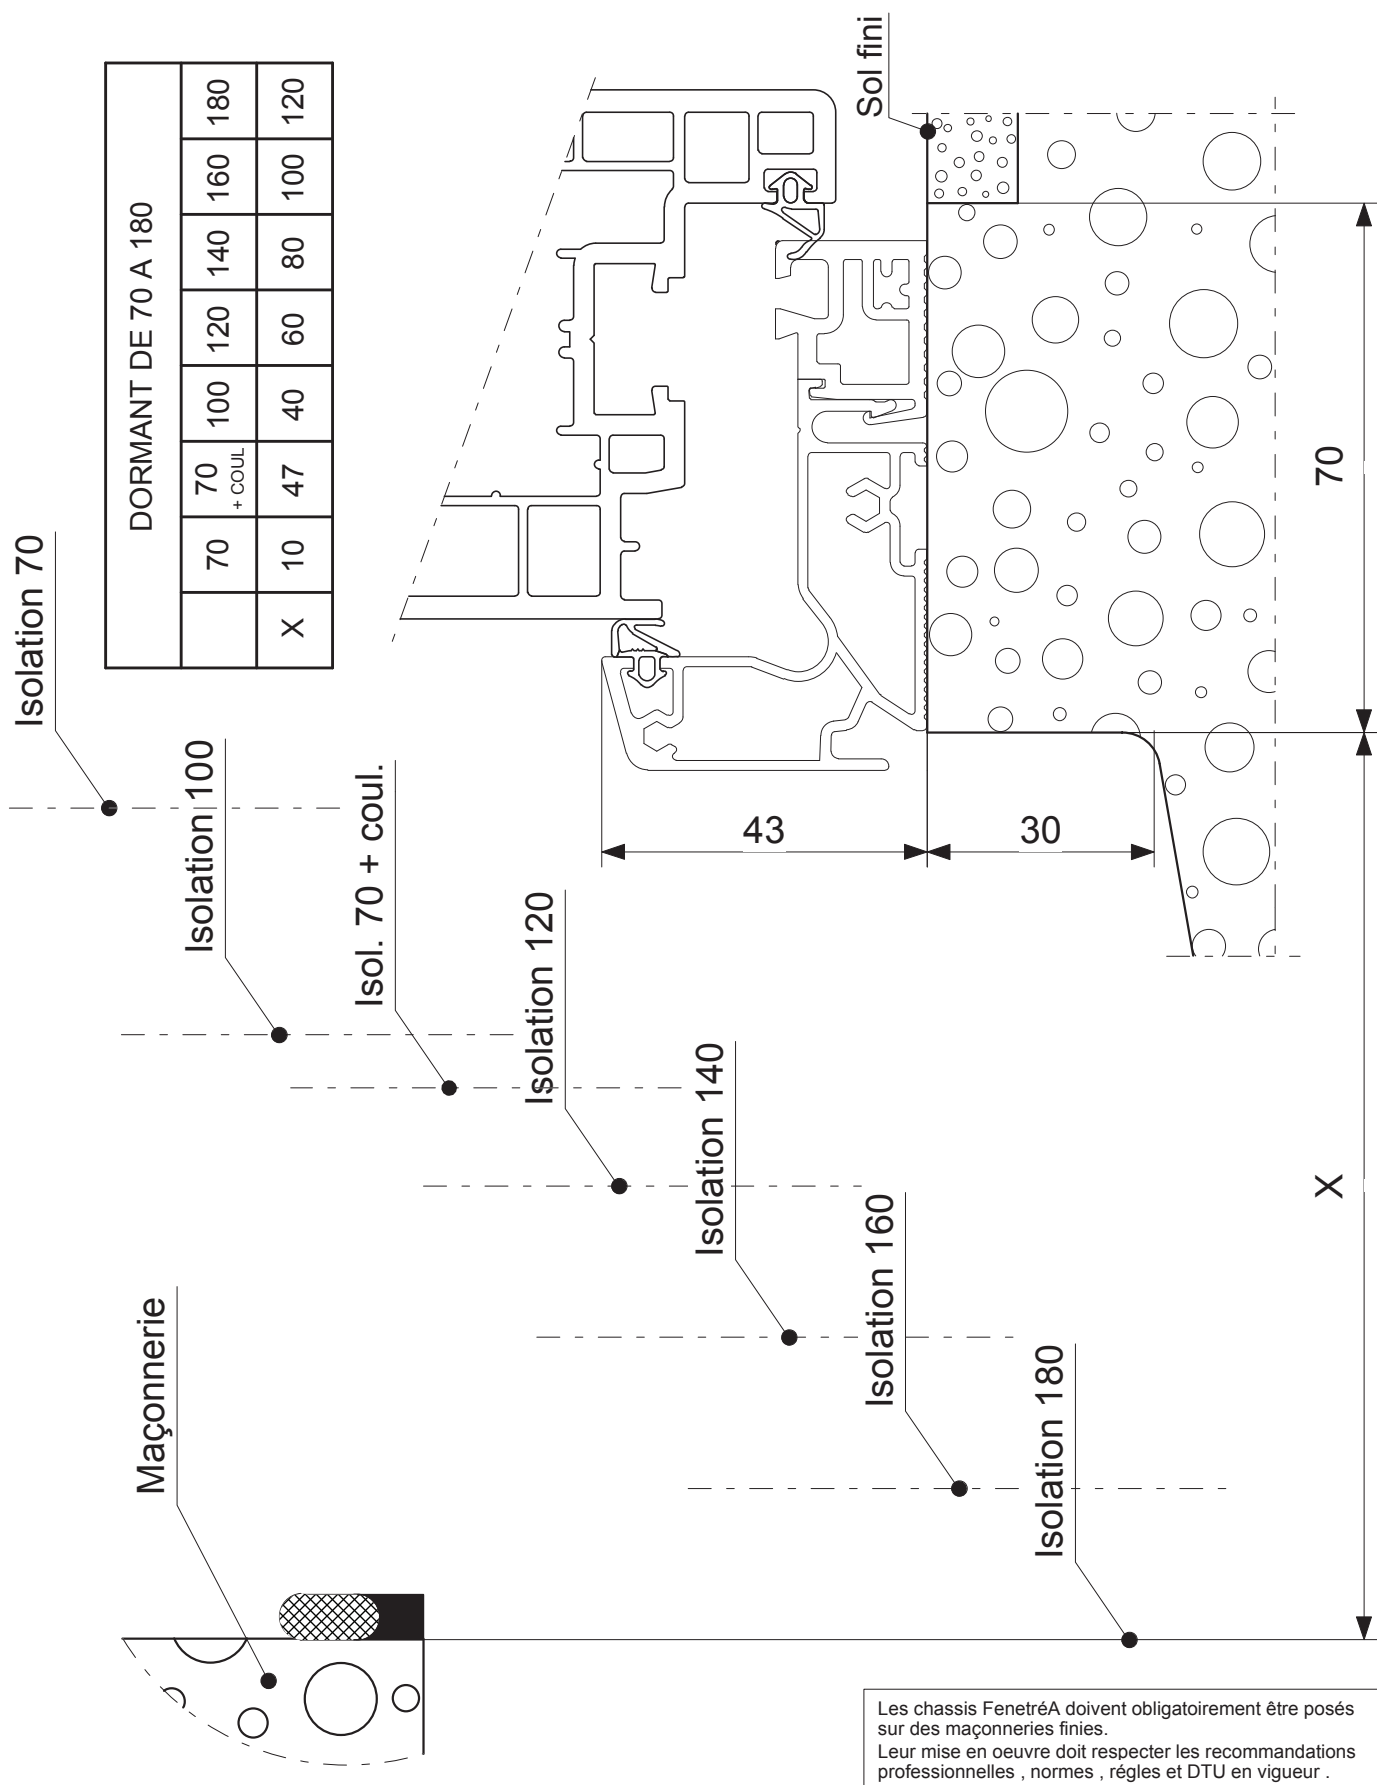 Isolation 70
DORMANT DE 70 A 180
70 70 + COUL 100 120 140 160 180
X 10 47 40 60 80 100 120
Sol fini
Isolation 100
Isol. 70 + coul.
Isolation 120
Isolation 140
Isolation 160
Isolation 180
Maçonnerie
43
30
70
X
Les chassis FenetréA doivent obligatoirement être posés
sur des maçonneries finies.
Leur mise en oeuvre doit respecter les recommandations
professionnelles , normes , régles et DTU en vigueur .